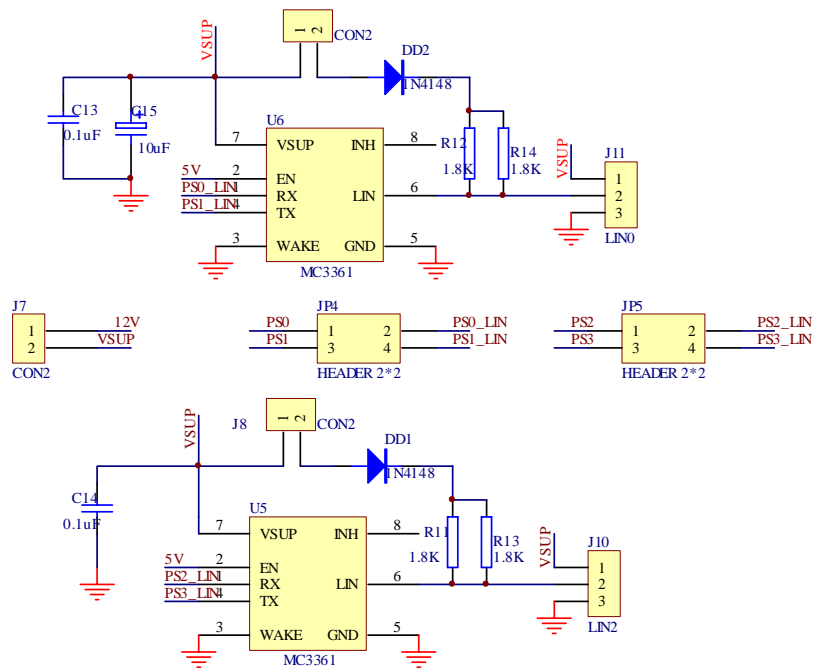 VSUP
1 2
CON2
DD2
1N4148
C13
0.1uF
C15
+
10uF
U6
7 VSUP INH 8
5V 2 EN
PS0_LIN 1 RX LIN 6
PS1_LIN 4 TX
3 WAKE GND 5
MC3361
R12
1.8K
R14
1.8K
VSUP
J11
1
2
3
LIN0
J7
1 12V
2 VSUP
CON2
JP4
PS0 1 2 PS0_LIN
PS1 3 4 PS1_LIN
HEADER 2*2
JP5
PS2 1 2 PS2_LIN
PS3 3 4 PS3_LIN
HEADER 2*2
VSUP
J8
1 2
CON2
DD1
1N4148
C14
0.1uF
U5
7 VSUP INH 8
5V 2 EN
PS2_LIN 1 RX LIN 6
PS3_LIN 4 TX
3 WAKE GND 5
MC3361
R11
1.8K
R13
1.8K
VSUP
J10
1
2
3
LIN2